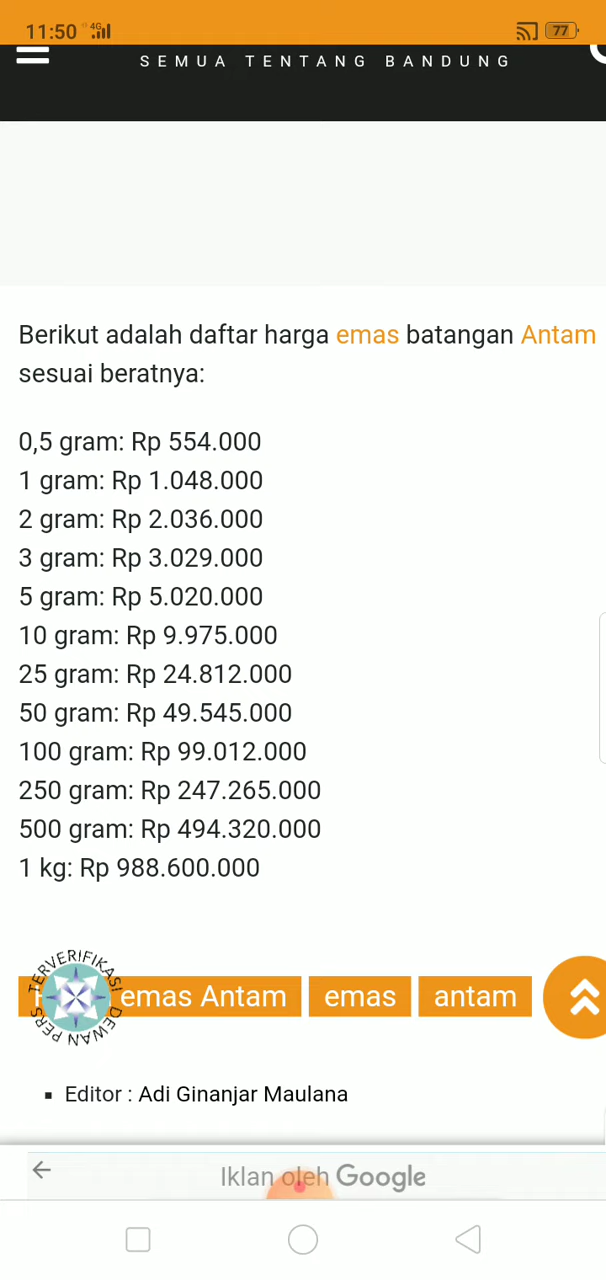 11:50 4G 77
SEMUA TENTANG BANDUNG
Berikut adalah daftar harga emas batangan Antam
sesuai beratnya:
0,5 gram: Rp 554.000
1 gram: Rp 1.048.000
2 gram: Rp 2.036.000
3 gram: Rp 3.029.000
5 gram: Rp 5.020.000
10 gram: Rp 9.975.000
25 gram: Rp 24.812.000
50 gram: Rp 49.545.000
100 gram: Rp 99.012.000
250 gram: Rp 247.265.000
500 gram: Rp 494.320.000
1 kg: Rp 988.600.000
TERVERIFIKASI DEWAN PERS
emas Antam emas antam
Editor : Adi Ginanjar Maulana
Iklan oleh Google